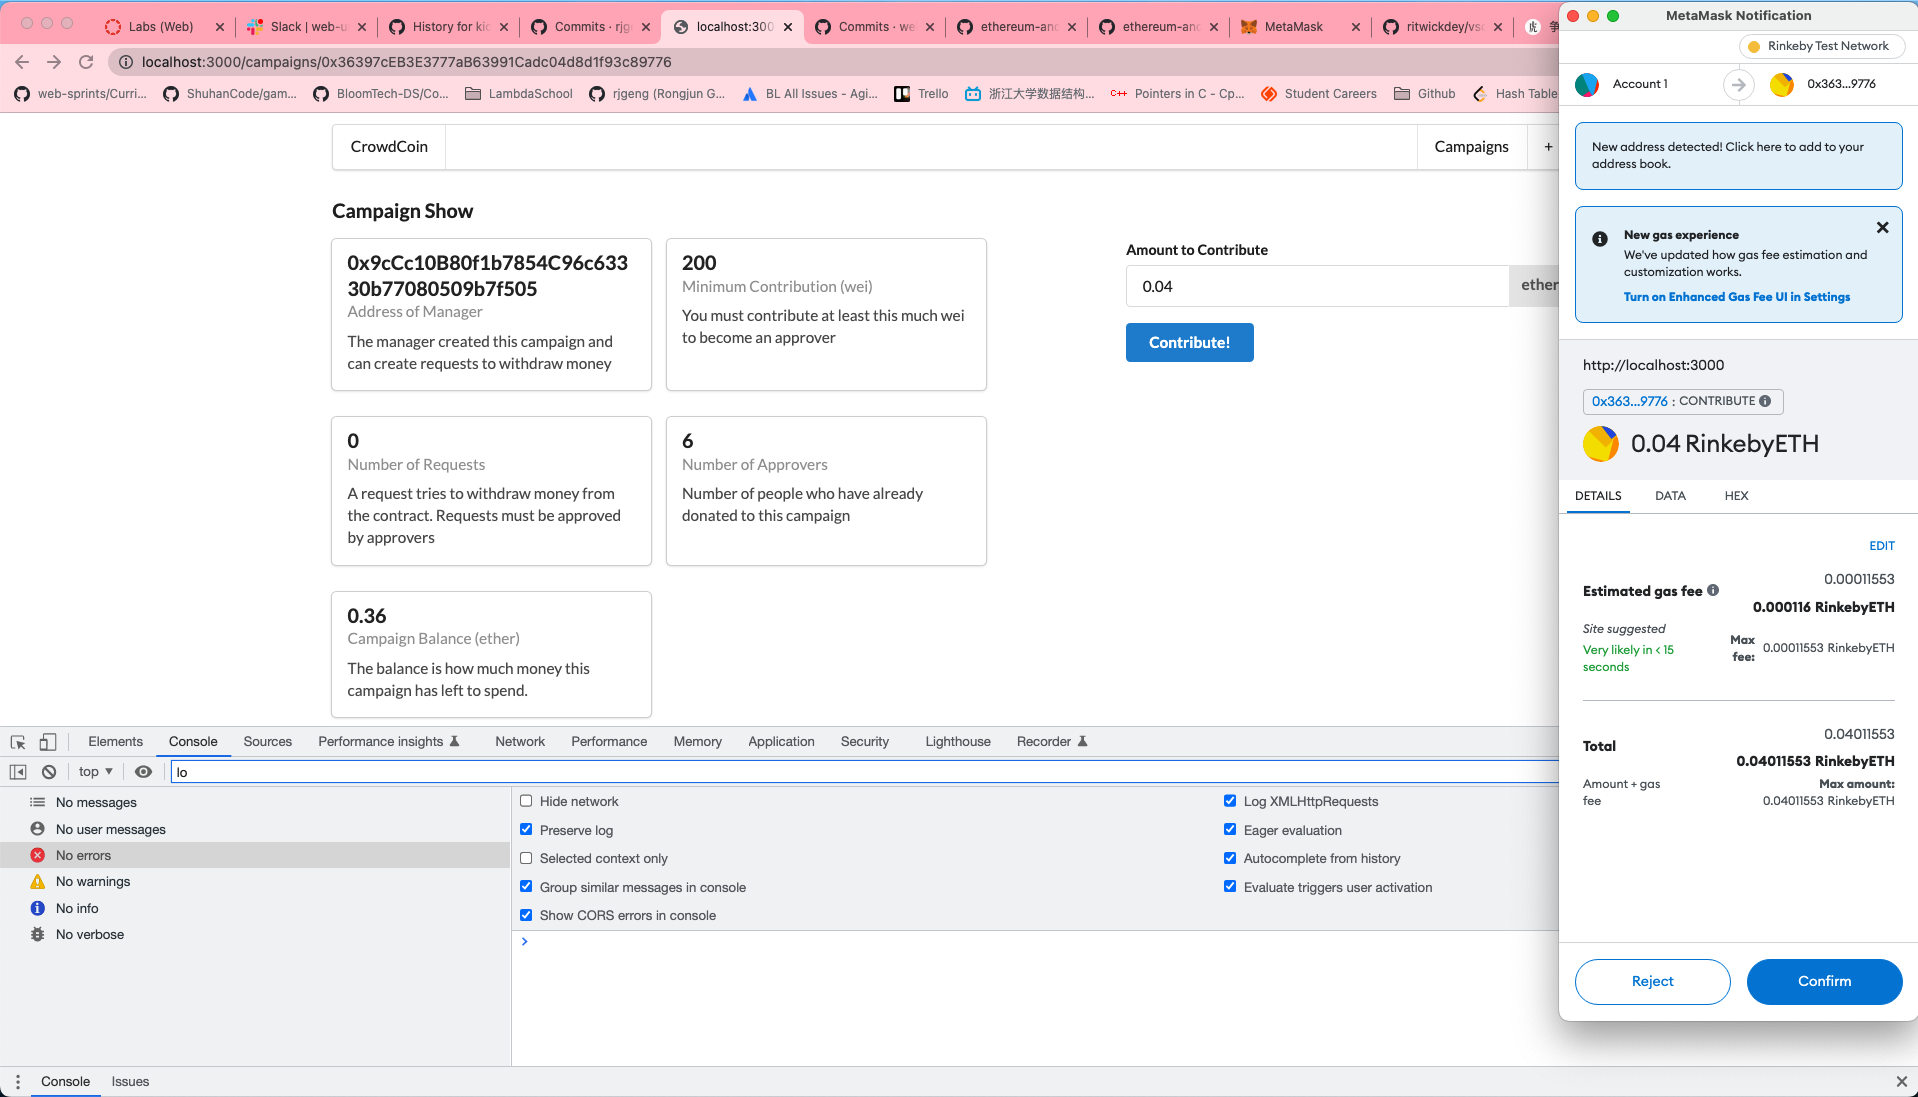 Labs (Web)
Slack | web-u
History for kic
Commits · rjg
localhost:300
Commits · we
ethereum-and
ethereum-and
MetaMask
ritwickdey/vsc
localhost:3000/campaigns/0x36397cEB3E3777aB63991Cadc04d8d1f93c89776
web-sprints/Curri...
ShuhanCode/gam...
BloomTech-DS/Co...
LambdaSchool
rjgeng (Rongjun G...
BL All Issues - Agi...
Trello
浙江大学数据结构...
Pointers in C - Cp...
Student Careers
Github
Hash Table
CrowdCoin
Campaigns
+
Campaign Show
0x9cCc10B80f1b7854C96c633
30b77080509b7f505
Address of Manager
The manager created this campaign and
can create requests to withdraw money
200
Minimum Contribution (wei)
You must contribute at least this much wei
to become an approver
0
Number of Requests
A request tries to withdraw money from
the contract. Requests must be approved
by approvers
6
Number of Approvers
Number of people who have already
donated to this campaign
0.36
Campaign Balance (ether)
The balance is how much money this
campaign has left to spend.
Amount to Contribute
0.04
ether
Contribute!
Elements
Console
Sources
Performance insights
Network
Performance
Memory
Application
Security
Lighthouse
Recorder
top
lo
No messages
No user messages
No errors
No warnings
No info
No verbose
Hide network
Preserve log
Selected context only
Group similar messages in console
Show CORS errors in console
Log XMLHttpRequests
Eager evaluation
Autocomplete from history
Evaluate triggers user activation
Console
Issues
MetaMask Notification
Rinkeby Test Network
Account 1
0x363...9776
New address detected! Click here to add to your
address book.
New gas experience
We've updated how gas fee estimation and
customization works.
Turn on Enhanced Gas Fee UI in Settings
http://localhost:3000
0x363...9776 : CONTRIBUTE
0.04 RinkebyETH
DETAILS
DATA
HEX
EDIT
0.00011553
Estimated gas fee
0.000116 RinkebyETH
Site suggested
Very likely in < 15
seconds
Max
fee:
0.00011553 RinkebyETH
0.04011553
Total
0.04011553 RinkebyETH
Amount + gas
fee
Max amount:
0.04011553 RinkebyETH
Reject
Confirm